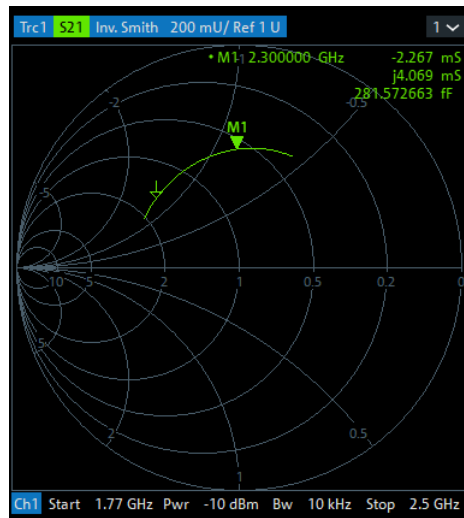 Trc1 S21 Inv. Smith 200 mU/ Ref 1 U 1
• M1 2.300000 GHz -2.267 mS
-1
j4.069 mS
281.572663 fF
-2
-0.5
M1
-5
10 5 2 1 0.5 0.2 0
5
2
0.5
1
Ch1 Start 1.77 GHz Pwr -10 dBm Bw 10 kHz Stop 2.5 GHz